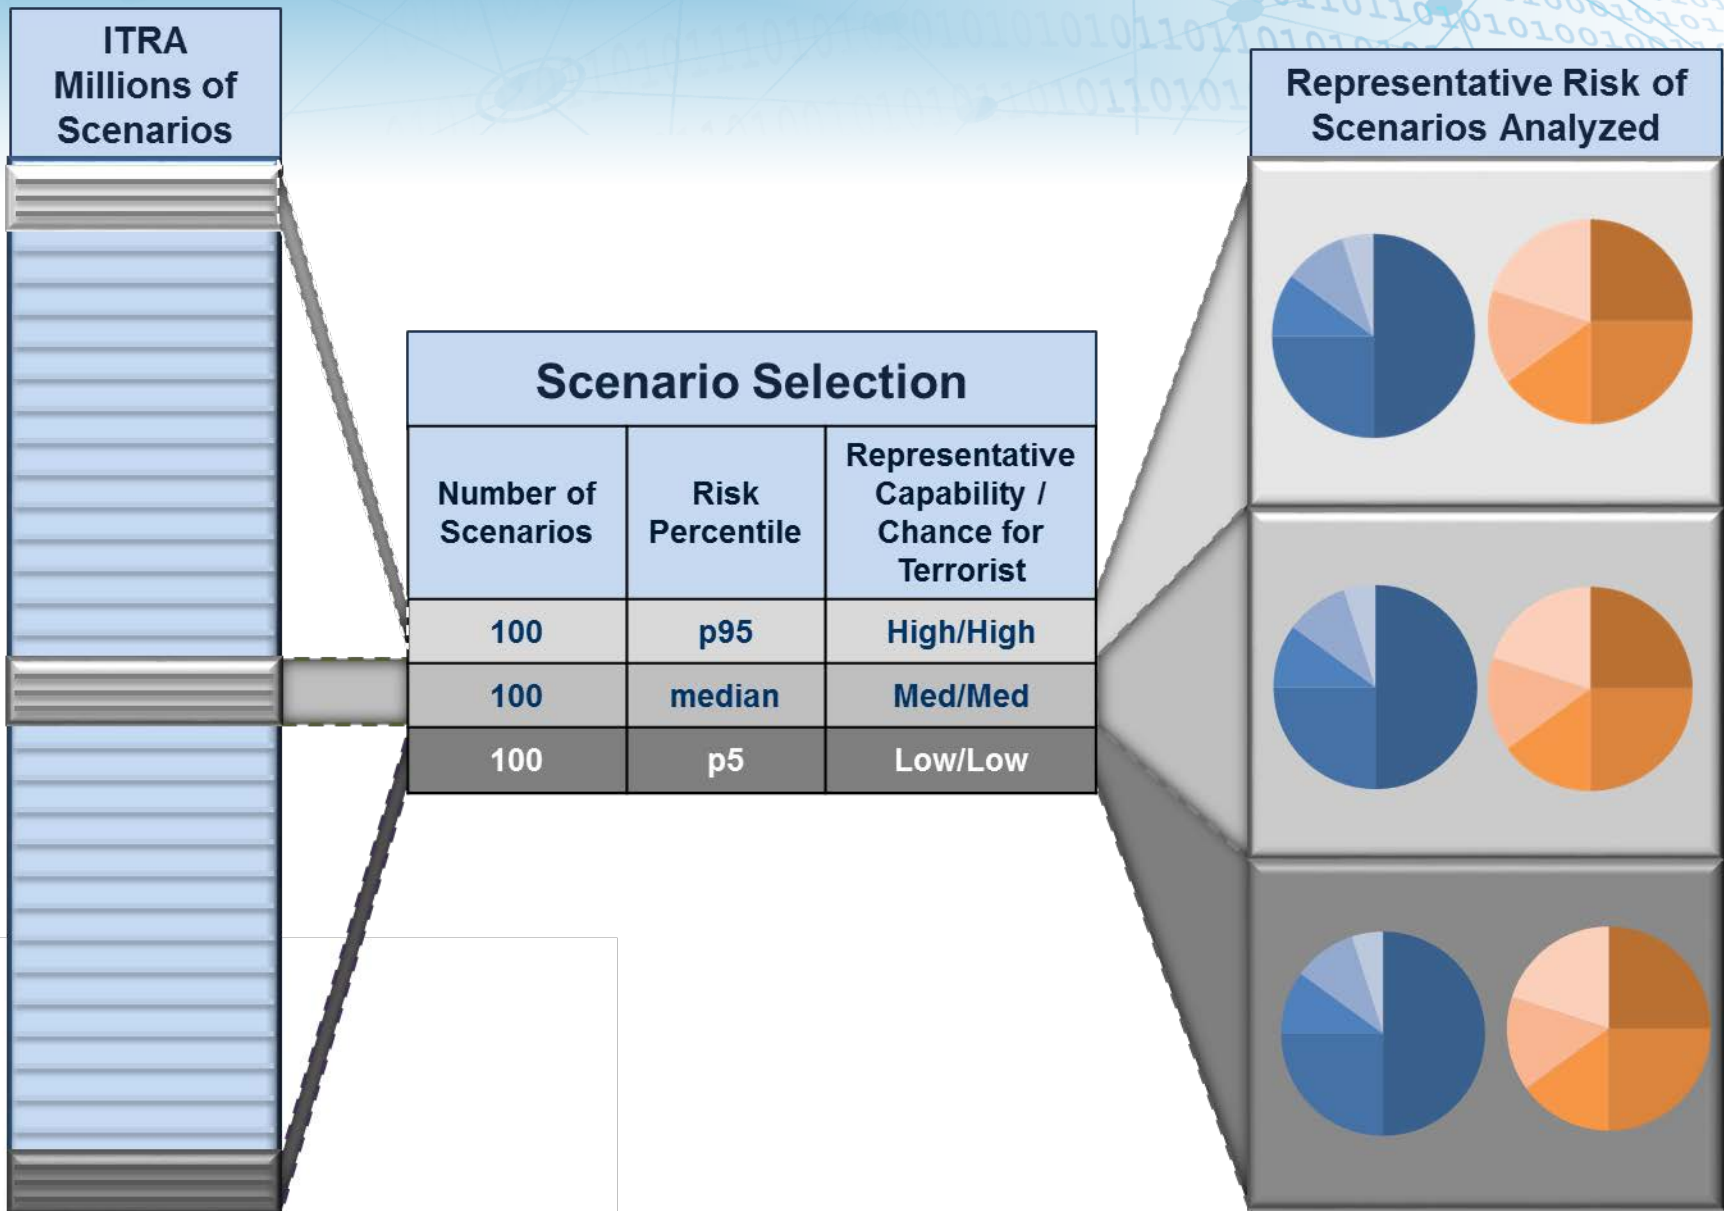 ITRA
Millions of
Scenarios
Representative Risk of
Scenarios Analyzed
Scenario Selection
Number of
Scenarios
Risk
Percentile
Representative
Capability /
Chance for
Terrorist
100
p95
High/High
100
median
Med/Med
100
p5
Low/Low